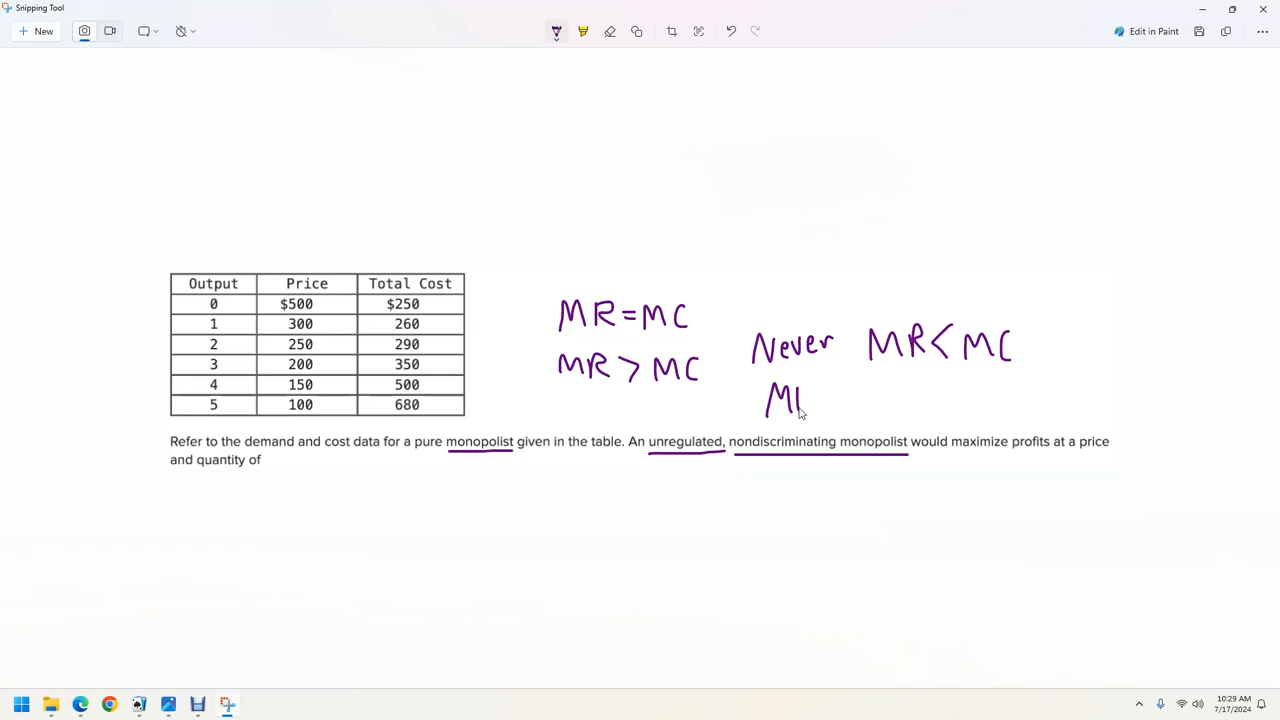 Snipping Tool
New
Edit in Paint
Output Price Total Cost
0 $500 $250
1 300 260
2 250 290
3 200 350
4 150 500
5 100 680
MR=MC
MR > MC
Never MR < MC
Refer to the demand and cost data for a pure monopolist given in the table. An unregulated, nondiscriminating monopolist would maximize profits at a price
and quantity of
10:29 AM
7/17/2024